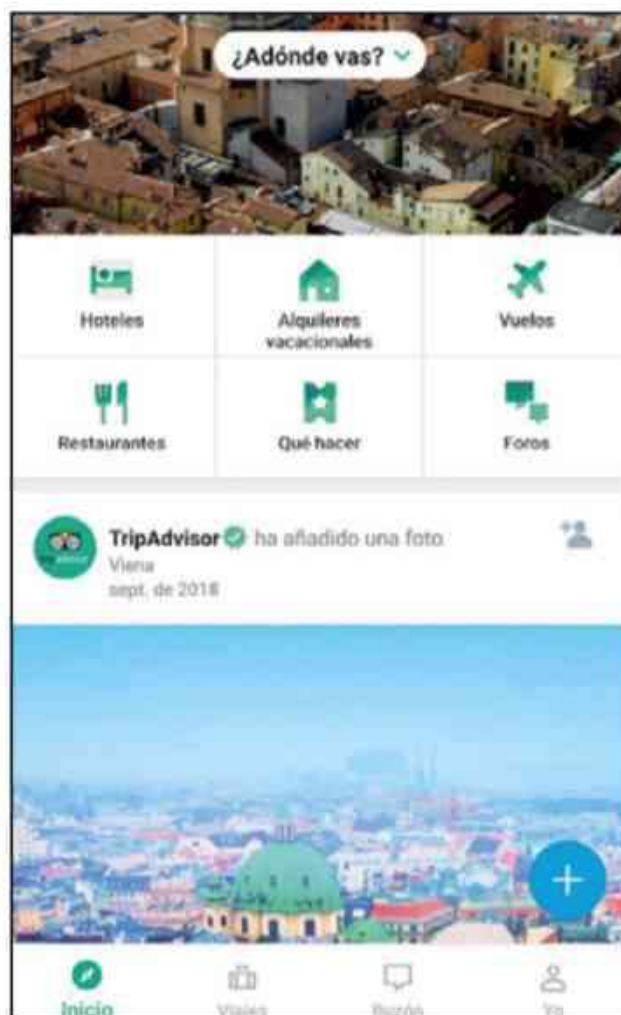 ¿Adónde vas?
Hoteles
Alquileres
vacacionales
Vuelos
Restaurantes
Qué hacer
Foros
TripAdvisor ha añadido una foto
Viena
sept. de 2018
Inicio
Viajes
Buzón
Yo